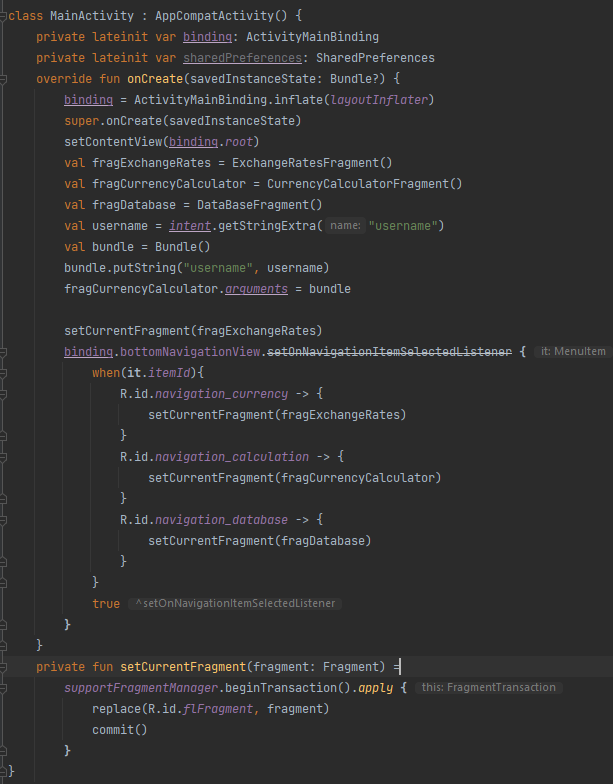 class MainActivity : AppCompatActivity() {
    private lateinit var binding: ActivityMainBinding
    private lateinit var sharedPreferences: SharedPreferences
    override fun onCreate(savedInstanceState: Bundle?) {
        binding = ActivityMainBinding.inflate(layoutInflater)
        super.onCreate(savedInstanceState)
        setContentView(binding.root)
        val fragExchangeRates = ExchangeRatesFragment()
        val fragCurrencyCalculator = CurrencyCalculatorFragment()
        val fragDatabase = DataBaseFragment()
        val username = intent.getStringExtra( name: "username")
        val bundle = Bundle()
        bundle.putString("username", username)
        fragCurrencyCalculator.arguments = bundle

        setCurrentFragment(fragExchangeRates)
        binding.bottomNavigationView.setOnNavigationItemSelectedListener { it: MenuItem
            when(it.itemId){
                R.id.navigation_currency -> {
                    setCurrentFragment(fragExchangeRates)
                }
                R.id.navigation_calculation -> {
                    setCurrentFragment(fragCurrencyCalculator)
                }
                R.id.navigation_database -> {
                    setCurrentFragment(fragDatabase)
                }
            }
            true ^setOnNavigationItemSelectedListener
        }
    }
    private fun setCurrentFragment(fragment: Fragment) =
        supportFragmentManager.beginTransaction().apply { this: FragmentTransaction
            replace(R.id.flFragment, fragment)
            commit()
        }
}